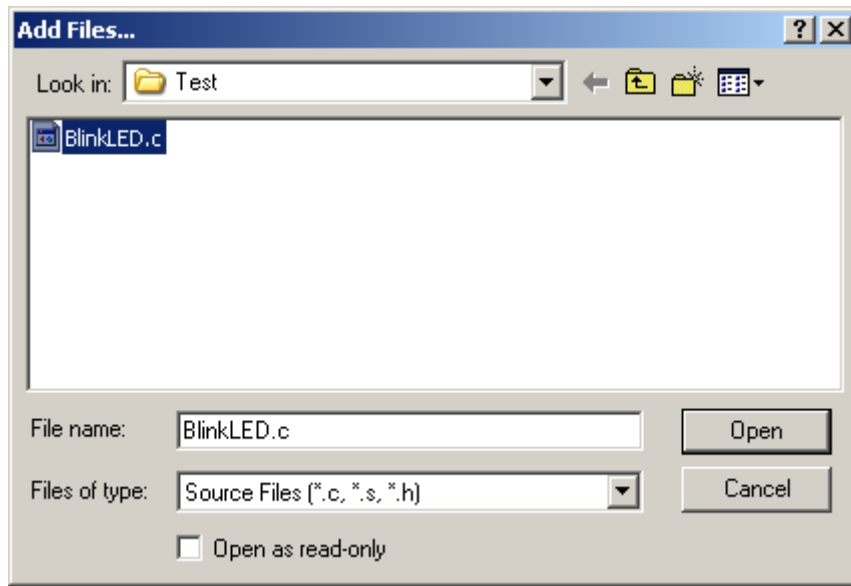 Add Files...
Look in: Test
BlinkLED.c
File name: BlinkLED.c Open
Files of type: Source Files (*.c, *.s, *.h) Cancel
Open as read-only